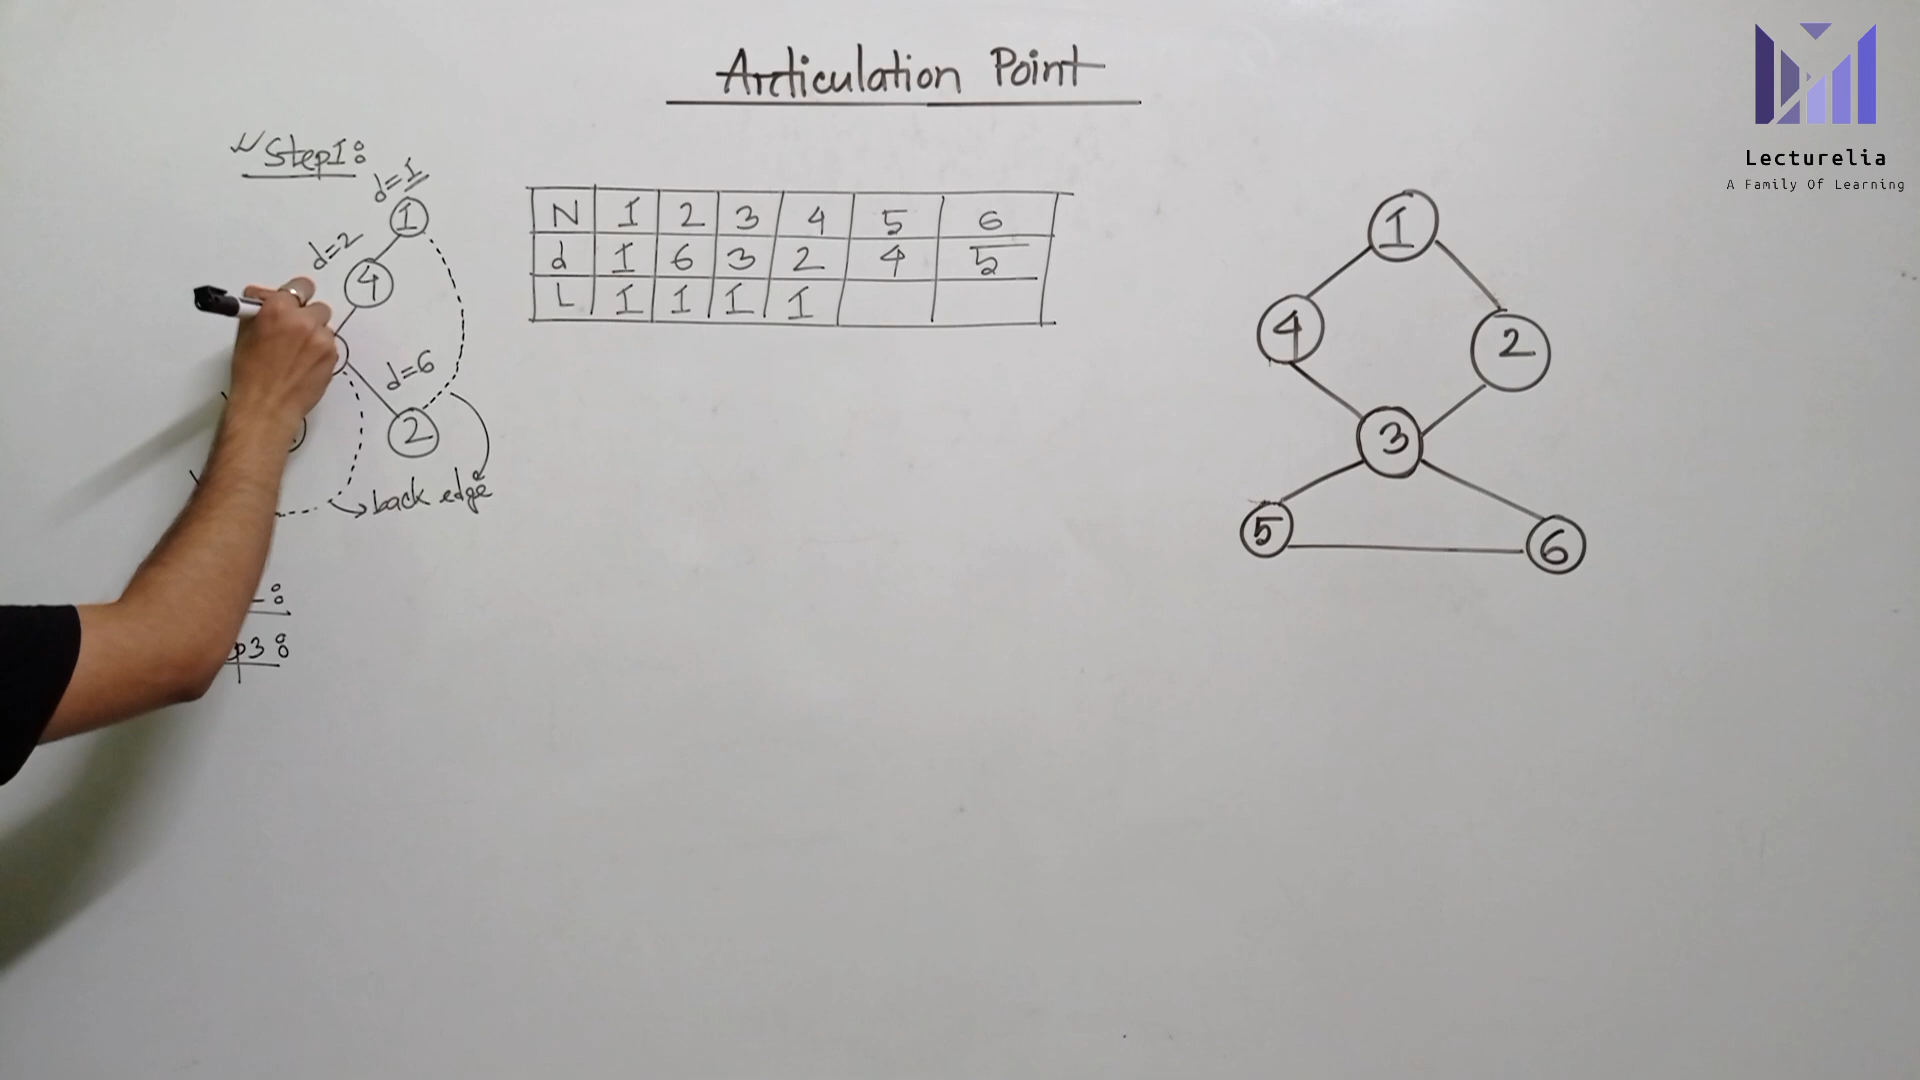 Articulation Point
Lecturelia
A Family Of Learning
Step1:
d=1
1
d=2
4
d=6
2
back edge
p3:
N 1 2 3 4 5 6
d 1 6 3 2 4 5
L 1 1 1 1
1
4
2
3
5
6